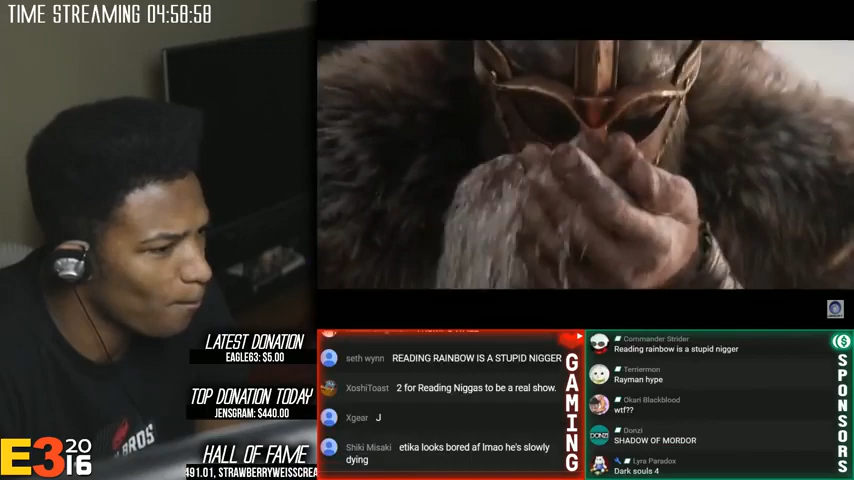 TIME STREAMING 04:58:58
LATEST DONATION
EAGLE63: $5.00
TOP DONATION TODAY
JENSGRAM: $440.00
HALL OF FAME
491.01, STRAWBERRYWEISSCREA
E3 2016
BROS
seth wynn READING RAINBOW IS A STUPID NIGGER
XoshiToast 2 for Reading Niggas to be a real show.
Xgear J
Shiki Misaki etika looks bored af lmao he's slowly
dying
GAMING
Commander Strider
Reading rainbow is a stupid nigger
Terriermon
Rayman hype
Okari Blackblood
wtf??
Donzi
SHADOW OF MORDOR
Lyra Paradox
Dark souls 4
SPONSORS